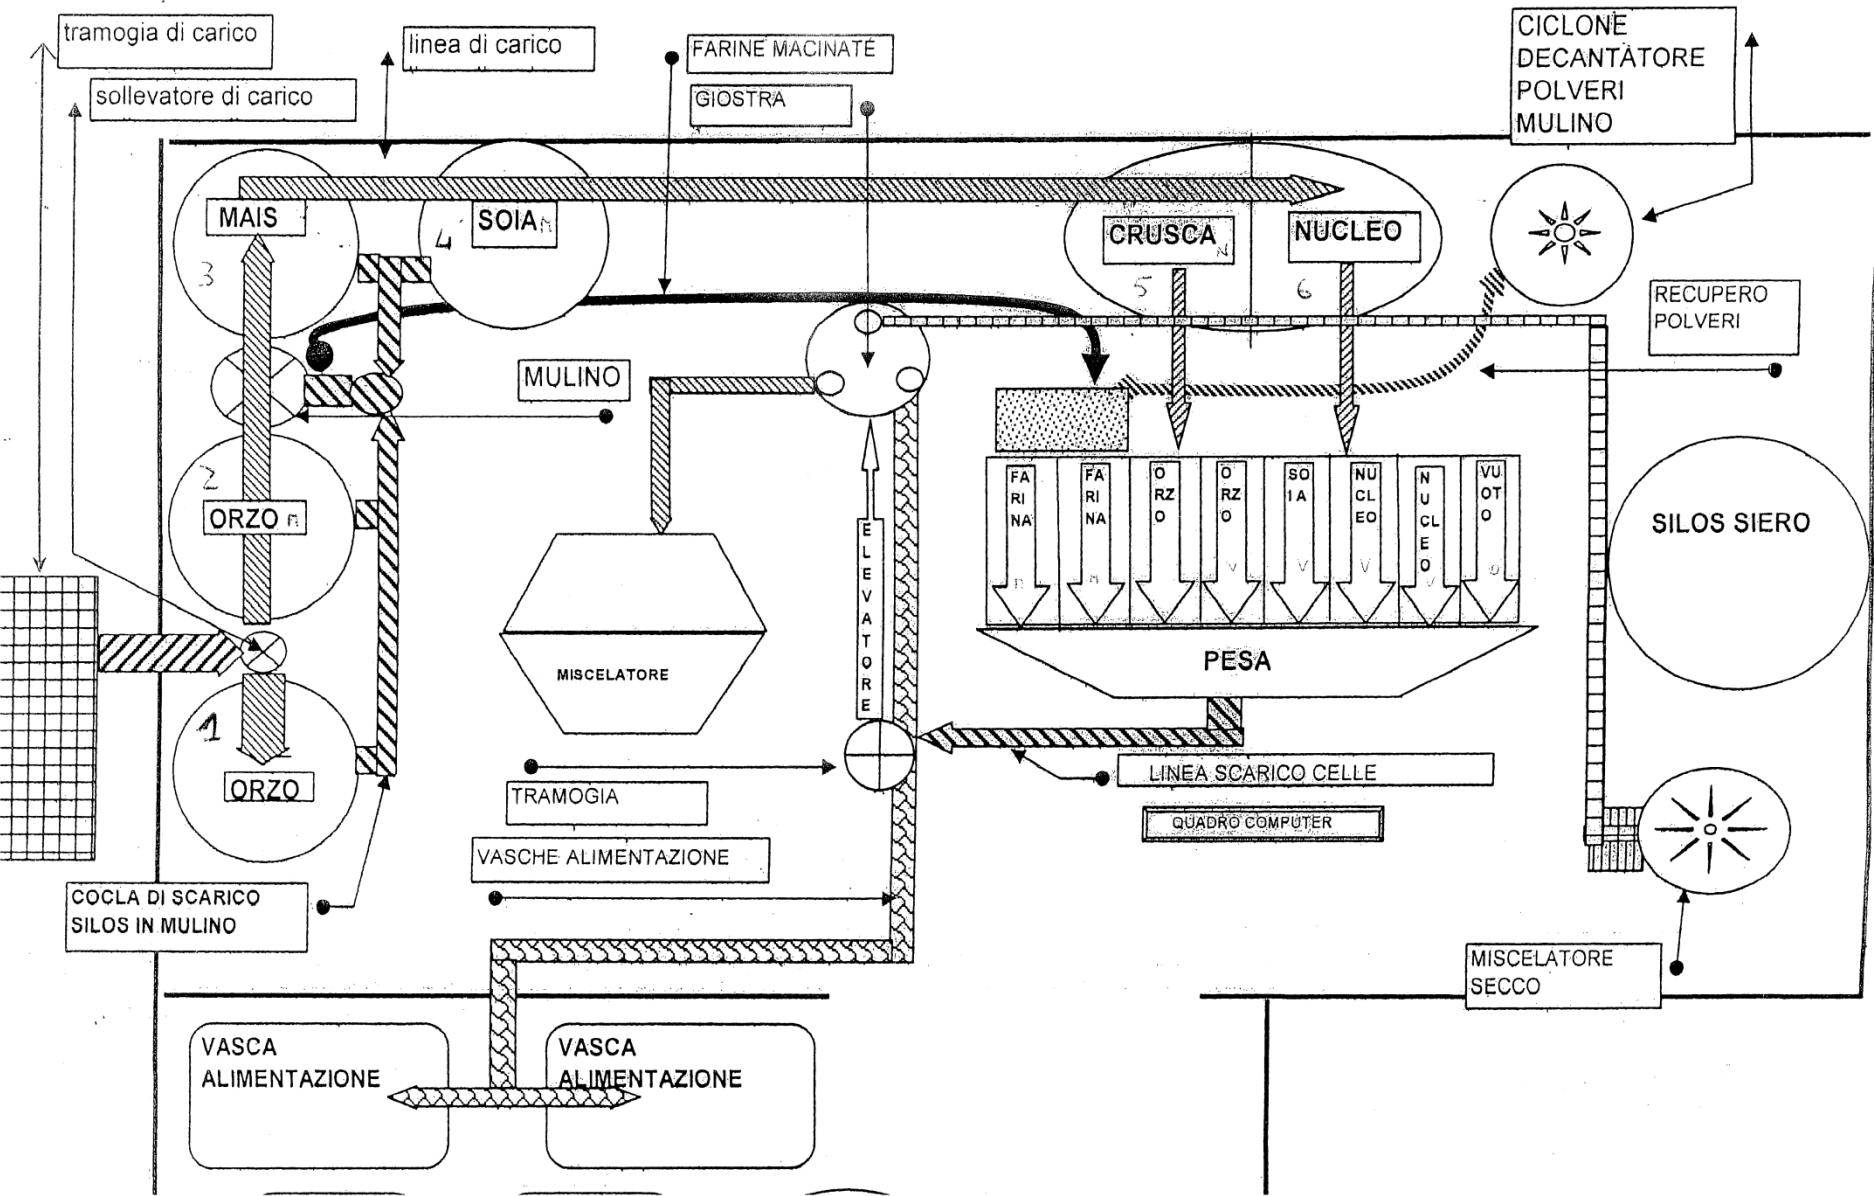 tramogia di carico
sollevatore di carico
linea di carico
FARINE MACINATE
GIOSTRA
CICLONE
DECANTATORE
POLVERI
MULINO
MAIS
3
SOIA
4
CRUSCA
5
NUCLEO
6
RECUPERO
POLVERI
MULINO
2
ORZO
1
ORZO
MISCELATORE
ELEVATORE
FA
RI
NA
FA
RI
NA
O
RZ
O
O
RZ
O
SO
IA
NU
CL
EO
N
U
CL
E
O
VU
OT
O
SILOS SIERO
PESA
LINEA SCARICO CELLE
QUADRO COMPUTER
TRAMOGIA
VASCHE ALIMENTAZIONE
COCLA DI SCARICO
SILOS IN MULINO
MISCELATORE
SECCO
VASCA
ALIMENTAZIONE
VASCA
ALIMENTAZIONE